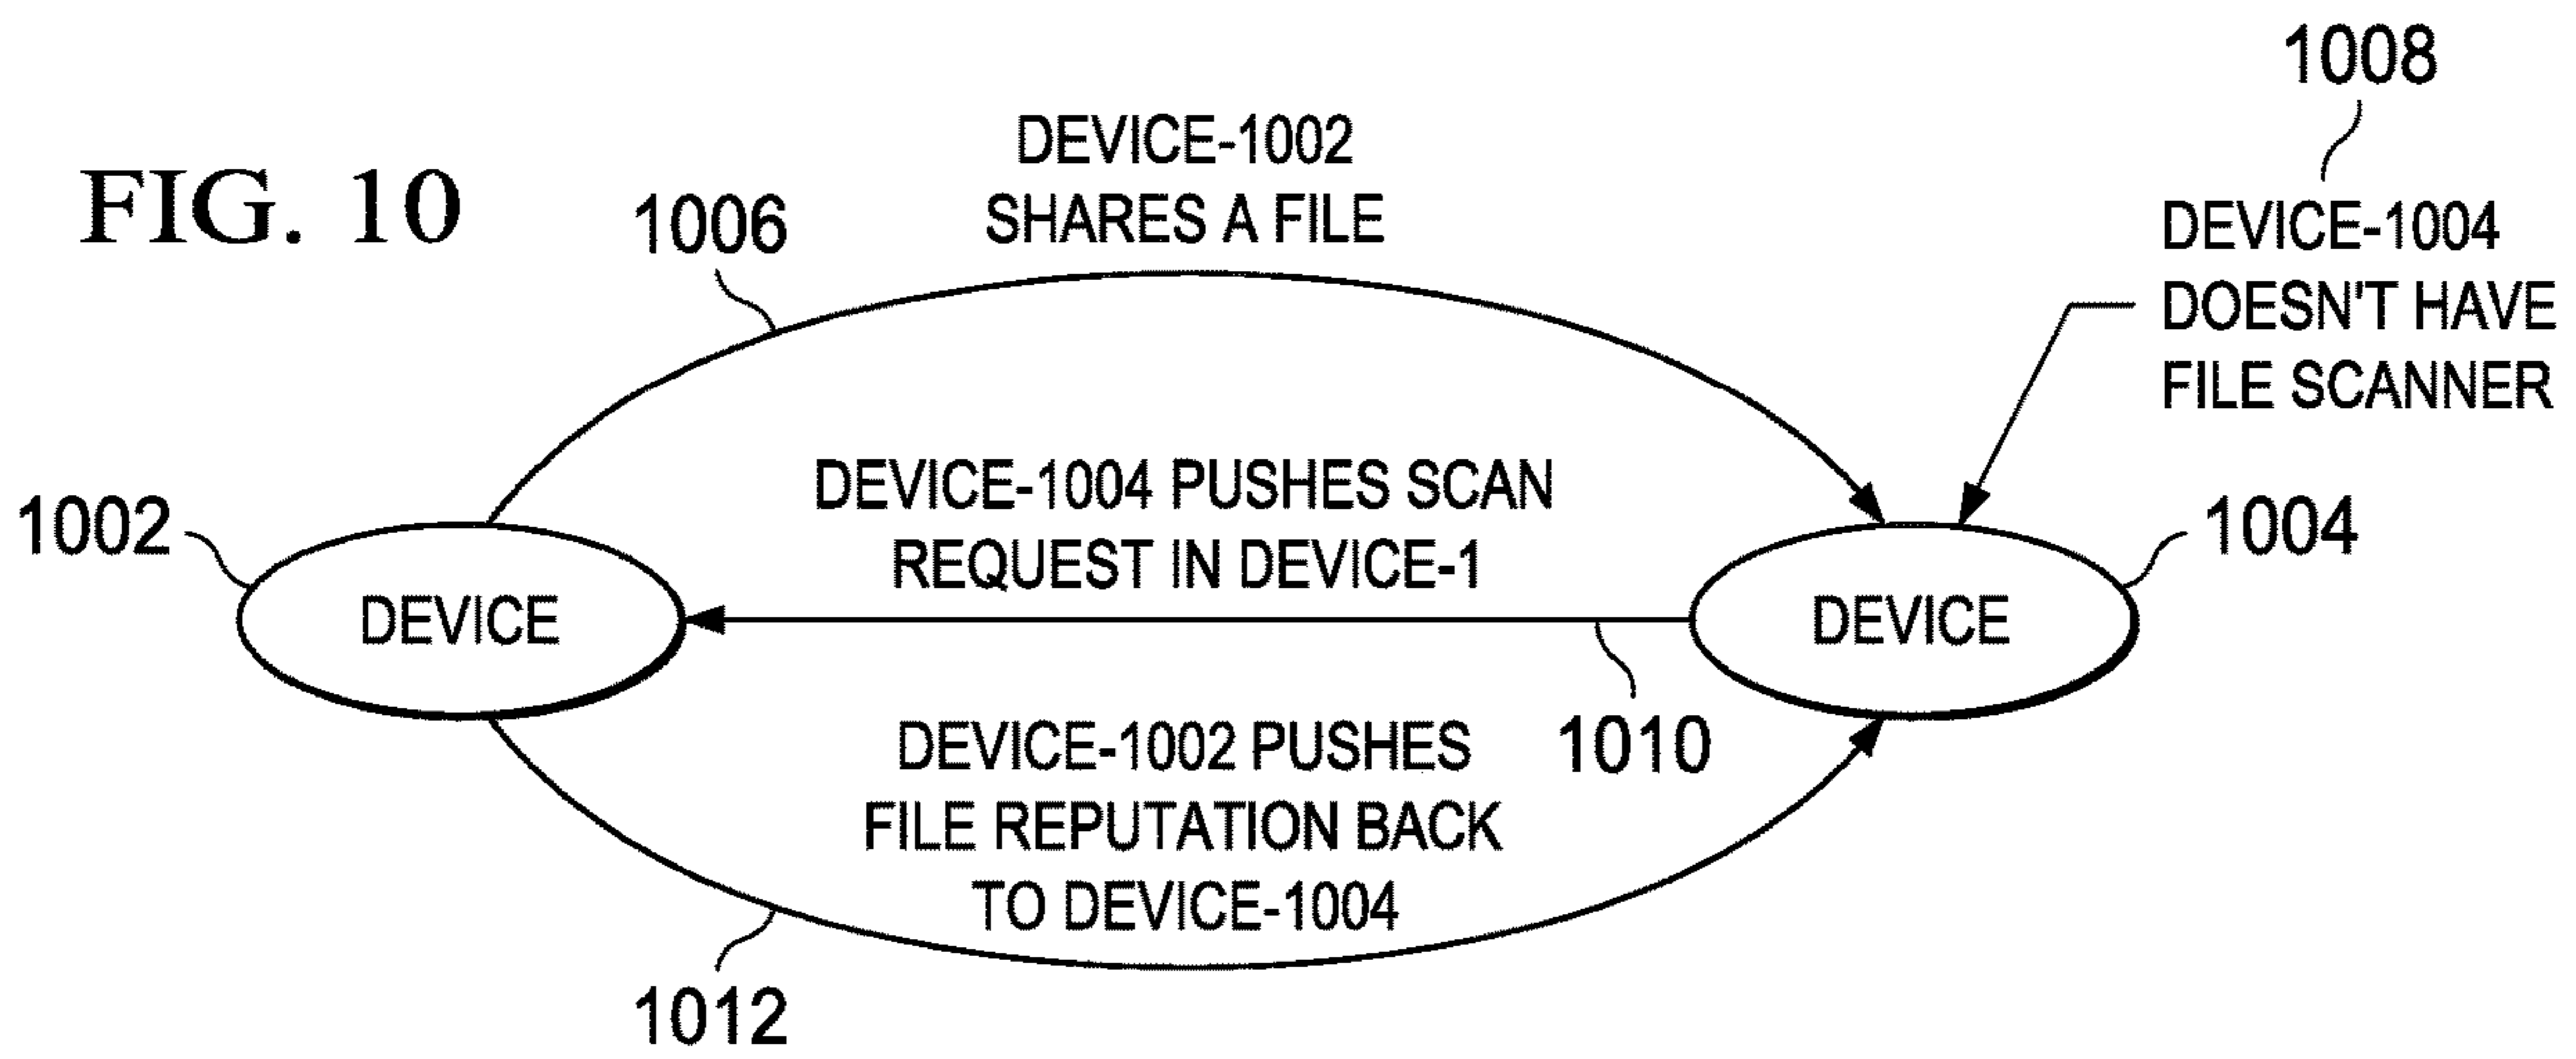 FIG. 10
1006
DEVICE-1002
SHARES A FILE
1008
DEVICE-1004
DOESN'T HAVE
FILE SCANNER
1002
DEVICE
DEVICE-1004 PUSHES SCAN
REQUEST IN DEVICE-1
1004
DEVICE
1010
DEVICE-1002 PUSHES
FILE REPUTATION BACK
TO DEVICE-1004
1012